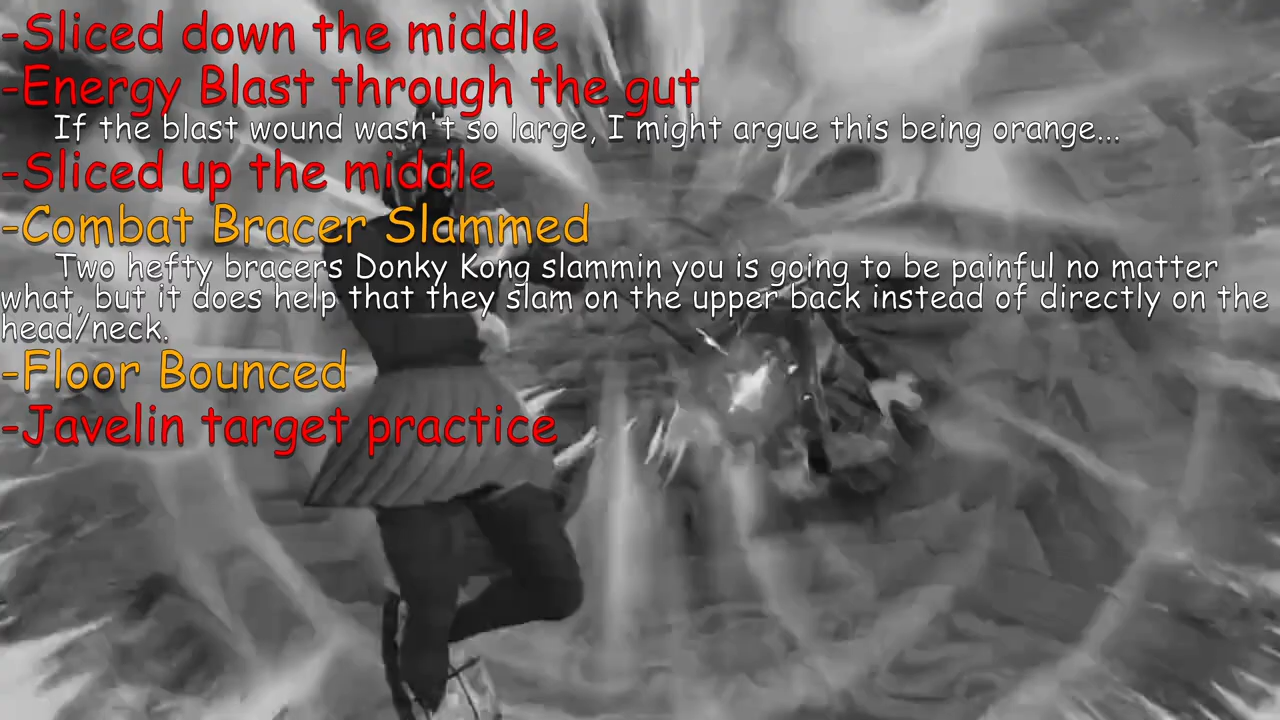 -Sliced down the middle
-Energy Blast through the gut
If the blast wound wasn't so large, I might argue this being orange...
-Sliced up the middle
-Combat Bracer Slammed
Two hefty bracers Donky Kong slammin you is going to be painful no matter
what, but it does help that they slam on the upper back instead of directly on the
head/neck.
-Floor Bounced
-Javelin target practice